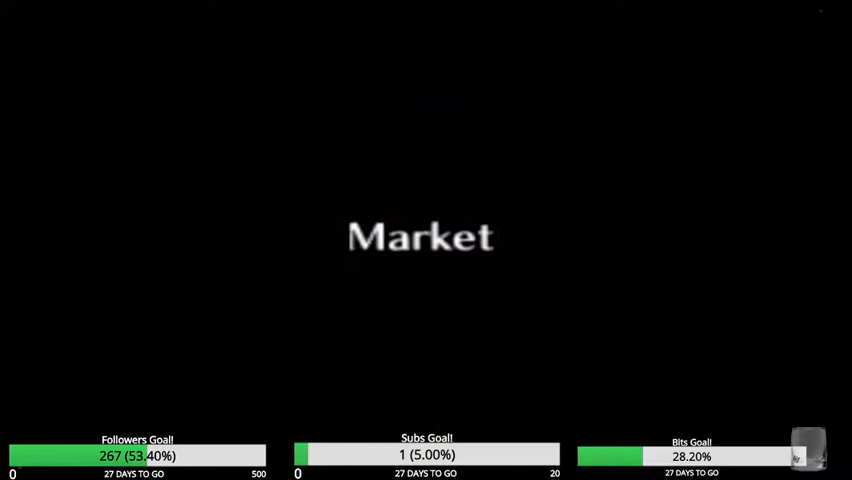 Market
Followers Goal!
267 (53.40%)
0 27 DAYS TO GO 500
Subs Goal!
1 (5.00%)
0 27 DAYS TO GO 20
Bits Goal!
28.20%
27 DAYS TO GO